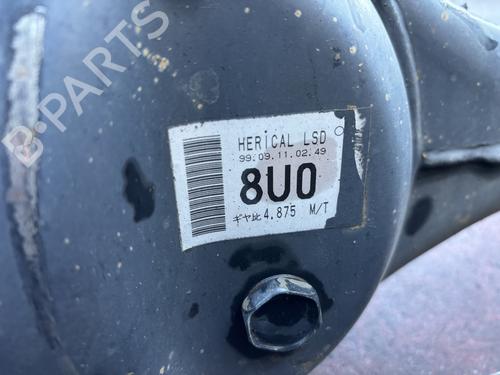 B-PARTS
HERICAL LSD
99.09.11.02.49
8U0
ギヤ比4.875 M/T